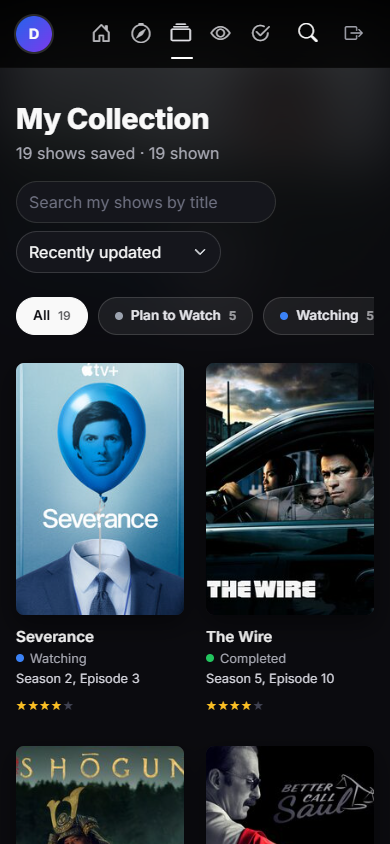 D
My Collection
19 shows saved · 19 shown
Search my shows by title
Recently updated
All 19
Plan to Watch 5
Watching 5
tv+
Severance
THE WIRE
Severance
Watching
Season 2, Episode 3
The Wire
Completed
Season 5, Episode 10
SHŌGUN
BETTER
CALL
Saul